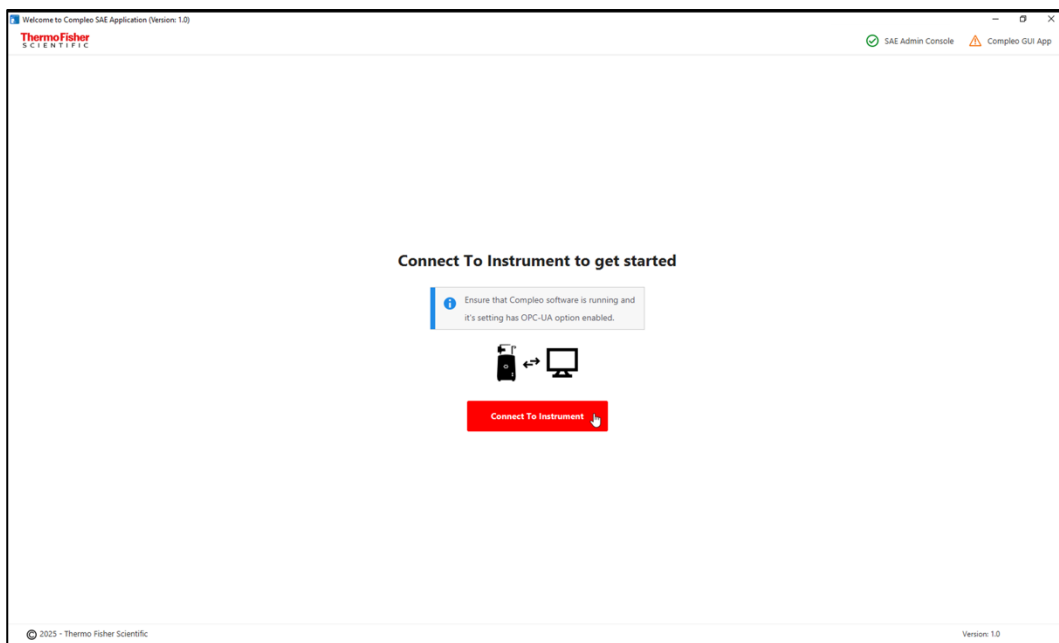 Welcome to Compleo SAE Application (Version: 1.0)
ThermoFisher
SCIENTIFIC
SAE Admin Console
Compleo GUI App
Connect To Instrument to get started
Ensure that Compleo software is running and
it's setting has OPC-UA option enabled.
Connect To Instrument
© 2025 - Thermo Fisher Scientific
Version: 1.0